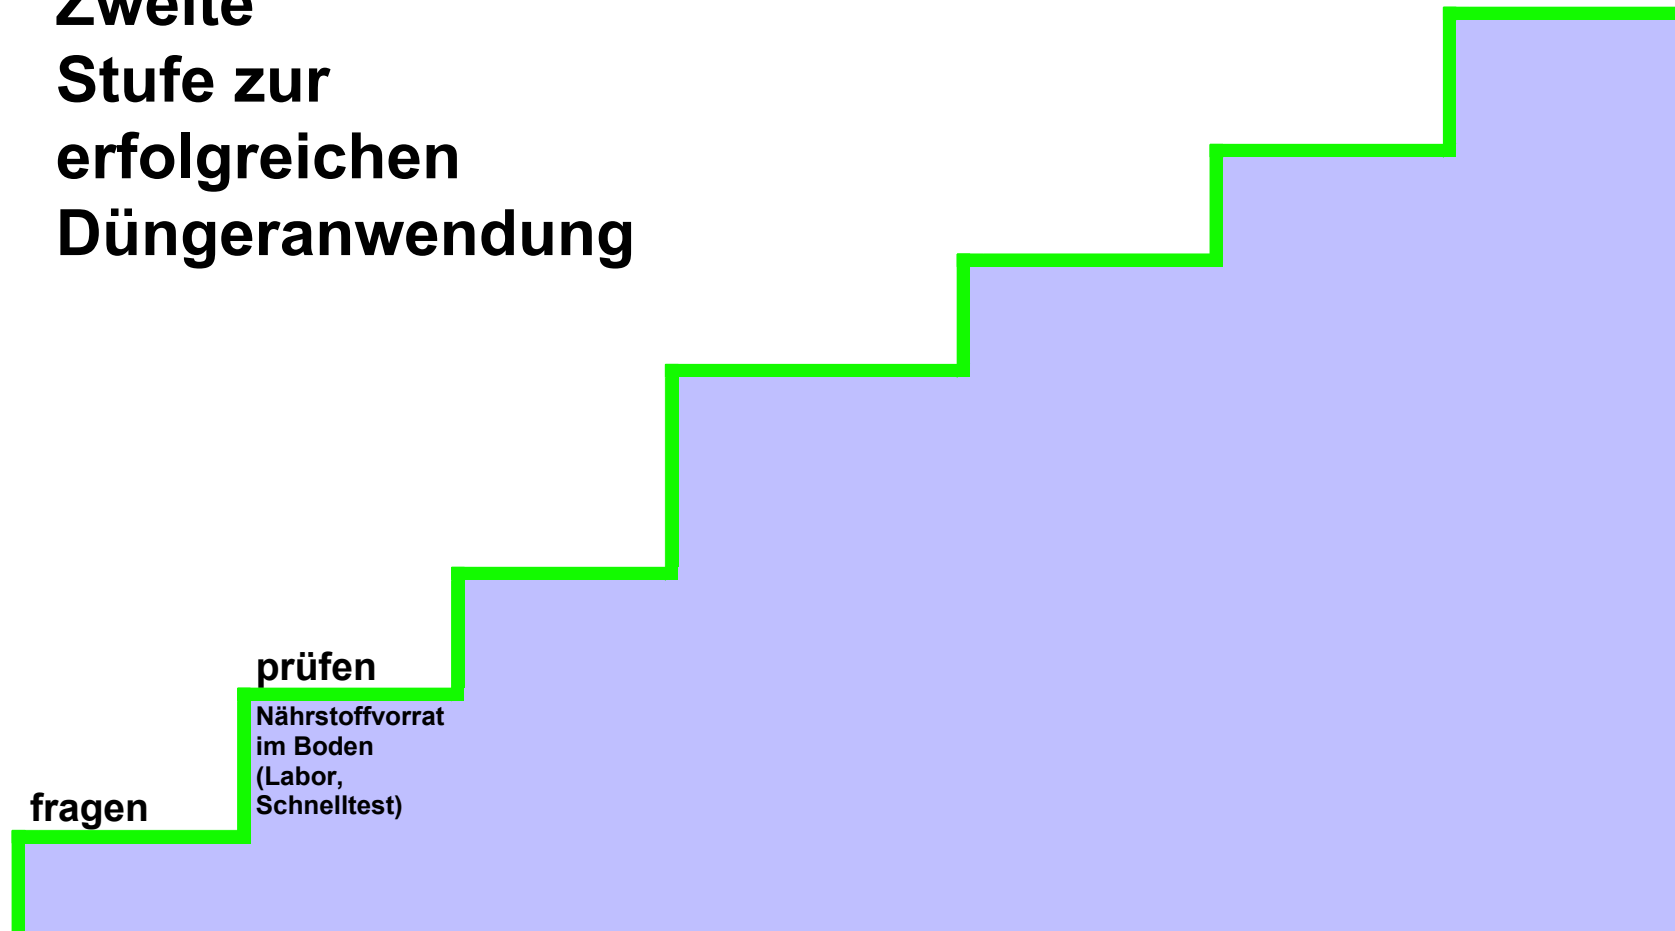 Zweite
Stufe zur
erfolgreichen
Düngeranwendung
prüfen
Nährstoffvorrat
im Boden
(Labor,
Schnelltest)
fragen